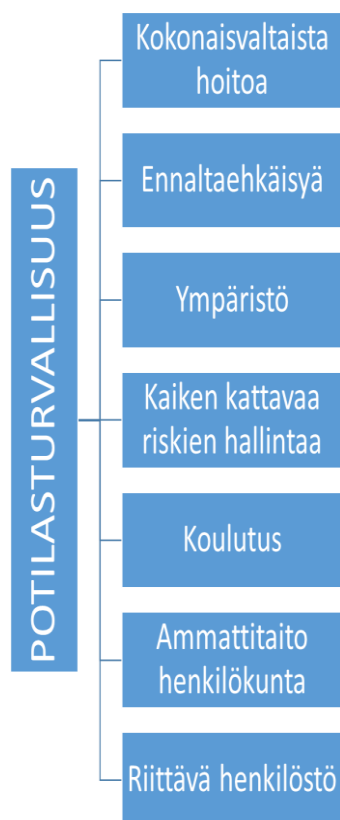 POTILASTURVALLISUUS
Kokonaisvaltaista
hoitoa
Ennaltaehkäisyä
Ympäristö
Kaiken kattavaa
riskien hallintaa
Koulutus
Ammattitaito
henkilökunta
Riittävä henkilöstö